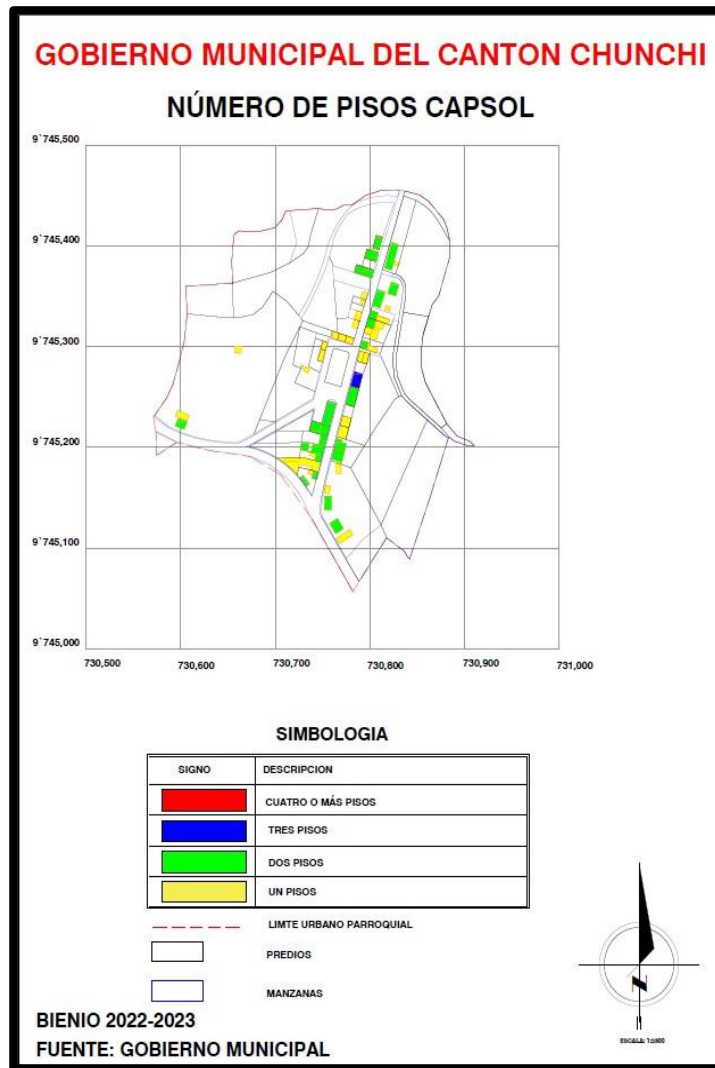 GOBIERNO MUNICIPAL DEL CANTON CHUNCHI
NÚMERO DE PISOS CAPSOL
9`745,500
9`745,400
9`745,300
9`745,200
9`745,100
9`745,000
730,500 730,600 730,700 730,800 730,900 731,000
SIMBOLOGIA
SIGNO DESCRIPCION
CUATRO O MÁS PISOS
TRES PISOS
DOS PISOS
UN PISOS
LIMTE URBANO PARROQUIAL
PREDIOS
MANZANAS
N
BIENIO 2022-2023
FUENTE: GOBIERNO MUNICIPAL